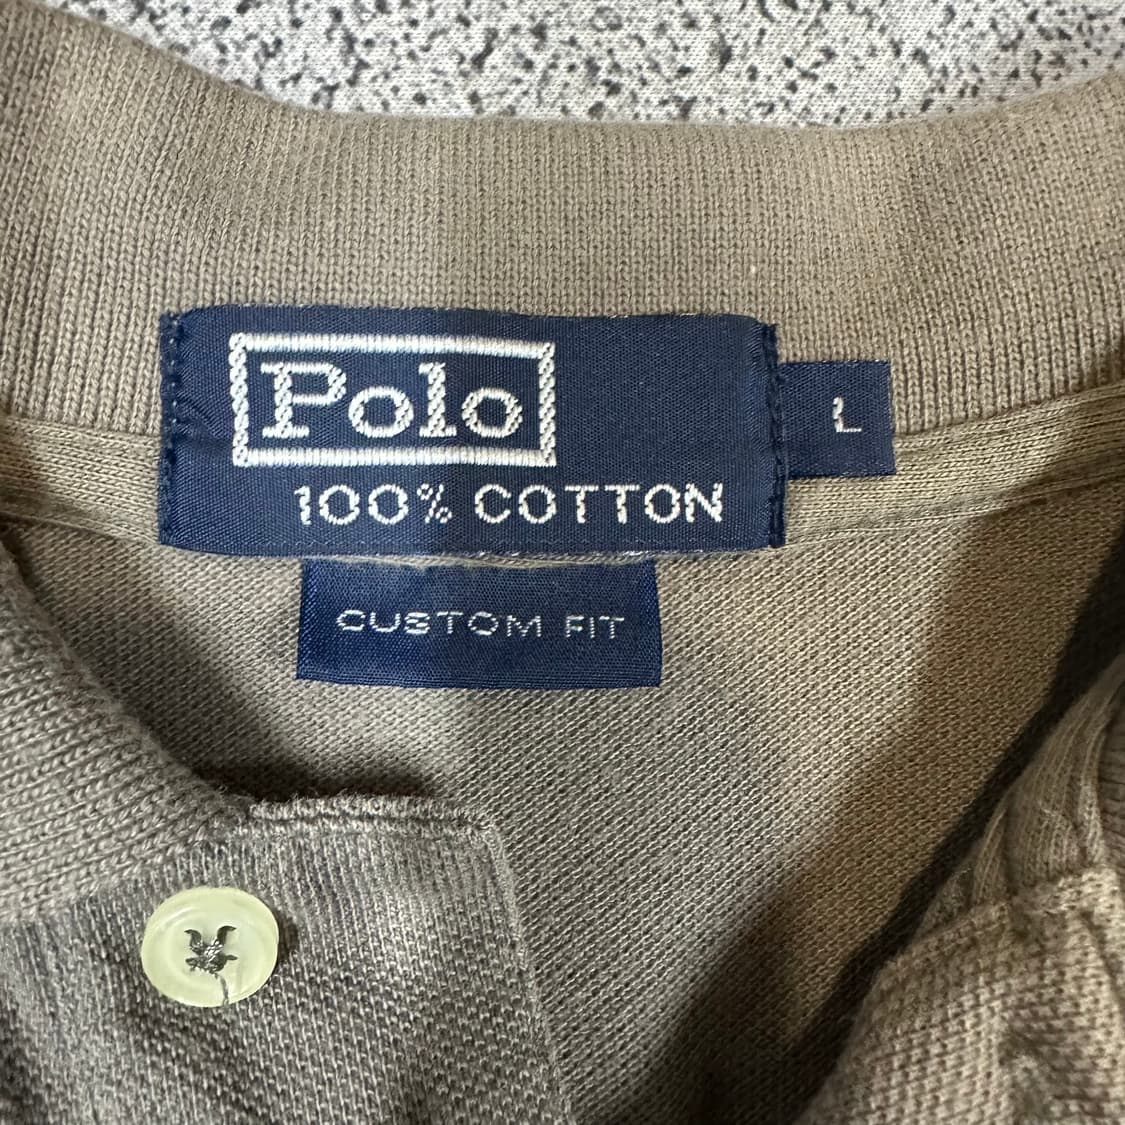 Polo
100% COTTON
L
CUSTOM FIT